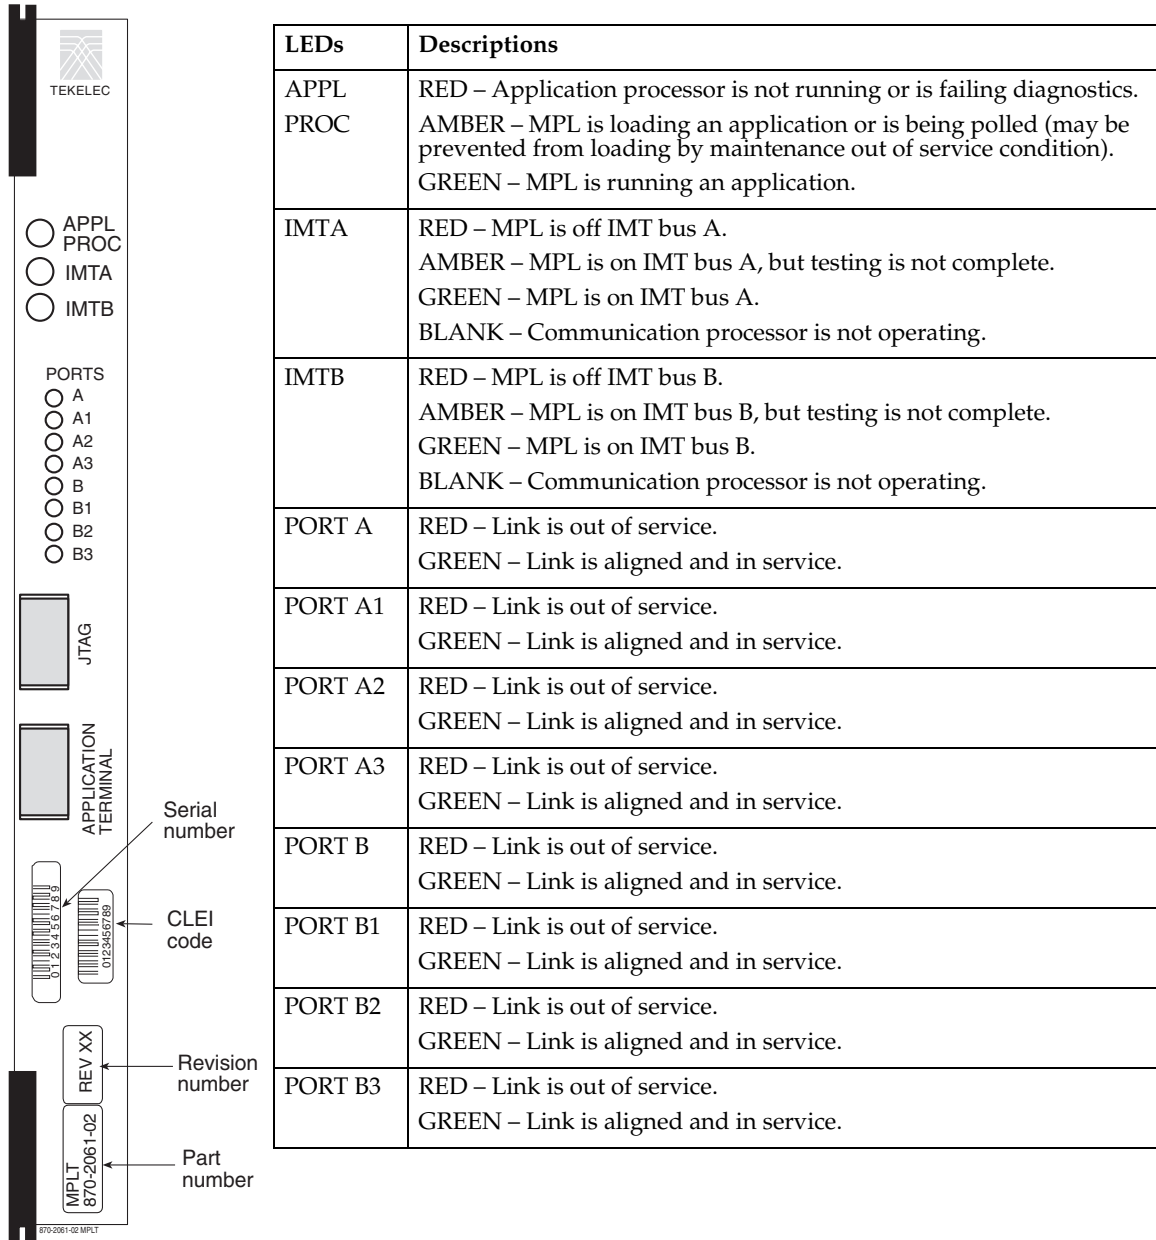 TEKELEC
APPL
PROC
IMTA
IMTB
PORTS
A
A1
A2
A3
B
B1
B2
B3
JTAG
APPLICATION
TERMINAL
Serial
number
0123456789
CLEI
code
0123456789
REV XX
Revision
number
MPLT
870-2061-02
Part
number
870-2061-02 MPLT
LEDs Descriptions
APPL RED – Application processor is not running or is failing diagnostics.
PROC AMBER – MPL is loading an application or is being polled (may be
prevented from loading by maintenance out of service condition).
GREEN – MPL is running an application.
IMTA RED – MPL is off IMT bus A.
AMBER – MPL is on IMT bus A, but testing is not complete.
GREEN – MPL is on IMT bus A.
BLANK – Communication processor is not operating.
IMTB RED – MPL is off IMT bus B.
AMBER – MPL is on IMT bus B, but testing is not complete.
GREEN – MPL is on IMT bus B.
BLANK – Communication processor is not operating.
PORT A RED – Link is out of service.
GREEN – Link is aligned and in service.
PORT A1 RED – Link is out of service.
GREEN – Link is aligned and in service.
PORT A2 RED – Link is out of service.
GREEN – Link is aligned and in service.
PORT A3 RED – Link is out of service.
GREEN – Link is aligned and in service.
PORT B RED – Link is out of service.
GREEN – Link is aligned and in service.
PORT B1 RED – Link is out of service.
GREEN – Link is aligned and in service.
PORT B2 RED – Link is out of service.
GREEN – Link is aligned and in service.
PORT B3 RED – Link is out of service.
GREEN – Link is aligned and in service.